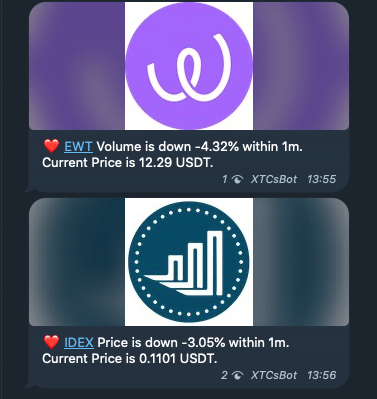 ❤️ EWT Volume is down -4.32% within 1m.
Current Price is 12.29 USDT.
1 XTCsBot 13:55
❤️ IDEX Price is down -3.05% within 1m.
Current Price is 0.1101 USDT.
2 XTCsBot 13:56